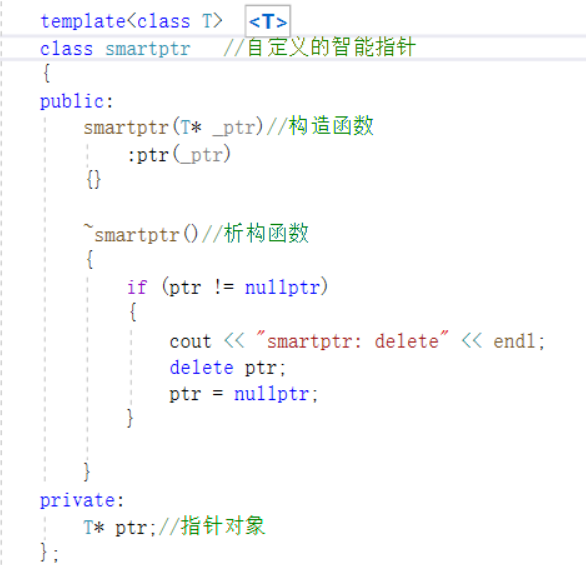 template<class T> <T>
class smartptr //自定义的智能指针
{
public:
smartptr(T* _ptr)//构造函数
:ptr(_ptr)
{}
~smartptr()//析构函数
{
if (ptr != nullptr)
{
cout << "smartptr: delete" << endl;
delete ptr;
ptr = nullptr;
}
}
private:
T* ptr;//指针对象
};